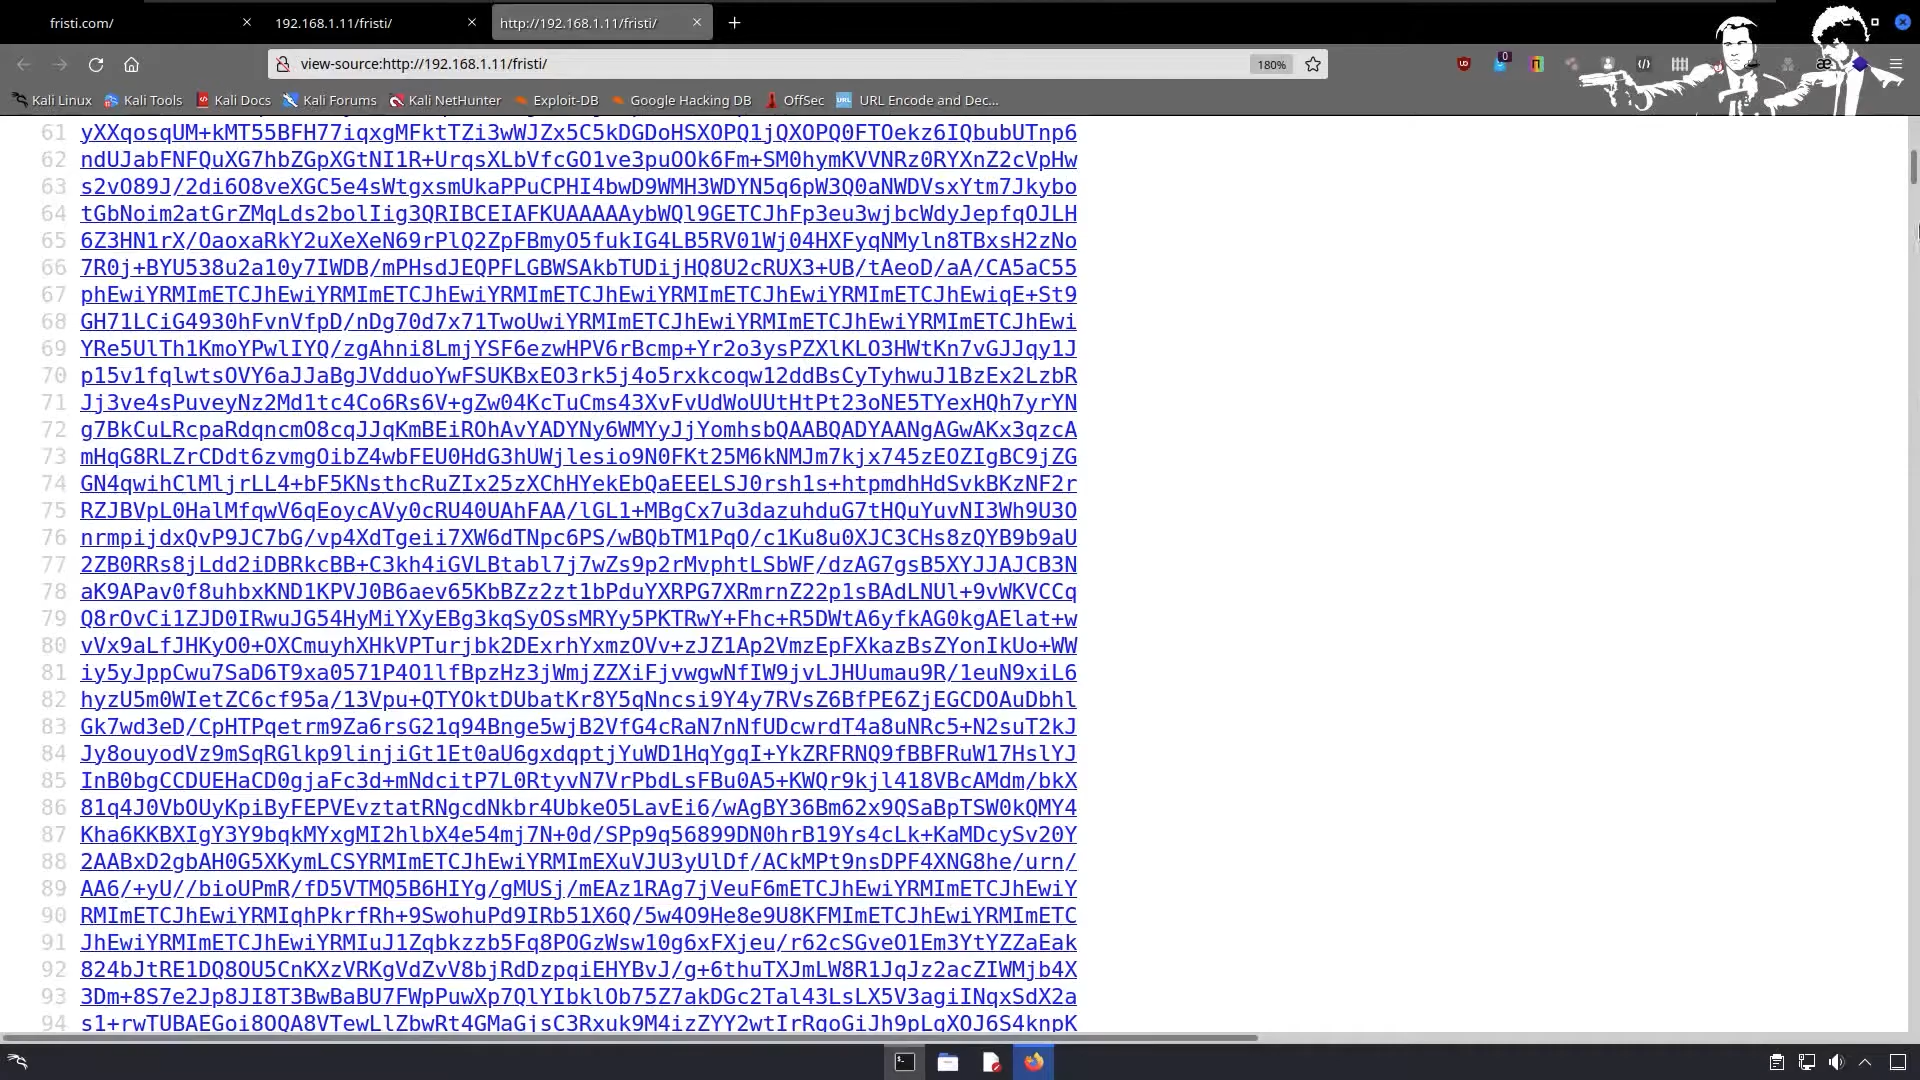 fristi.com/
192.168.1.11/fristi/
http://192.168.1.11/fristi/
view-source:http://192.168.1.11/fristi/
180%
0
Kali Linux
Kali Tools
Kali Docs
Kali Forums
Kali NetHunter
Exploit-DB
Google Hacking DB
OffSec
URL
URL Encode and Dec...
61 yXXqosqUM+kMT55BFH77iqxgMFktTZi3wWJZx5C5kDGDoHSXOPQ1jQXOPQ0FTOekz6IQbubUTnp6
62 ndUJabFNFQuXG7hbZGpXGtNI1R+UrqsXLbVfcGO1ve3puOOk6Fm+SM0hymKVVNRz0RYXnZ2cVpHw
63 s2vO89J/2di6O8veXGC5e4sWtgxsmUkaPPuCPHI4bwD9WMH3WDYN5q6pW3Q0aNWDVsxYtm7Jkybo
64 tGbNoim2atGrZMqLds2bolIig3QRIBCEIAFKUAAAAAybWQl9GETCJhFp3eu3wjbcWdyJepfqOJLH
65 6Z3HN1rX/OaoxaRkY2uXeXeN69rPlQ2ZpFBmyO5fukIG4LB5RV01Wj04HXFyqNMyln8TBxsH2zNo
66 7R0j+BYU538u2a10y7IWDB/mPHsdJEQPFLGBWSAkbTUDijHQ8U2cRUX3+UB/tAeoD/aA/CA5aC55
67 phEwiYRMImETCJhEwiYRMImETCJhEwiYRMImETCJhEwiYRMImETCJhEwiYRMImETCJhEwiqE+St9
68 GH71LCiG4930hFvnVfpD/nDg70d7x71TwoUwiYRMImETCJhEwiYRMImETCJhEwiYRMImETCJhEwi
69 YRe5UlTh1KmoYPwlIYQ/zgAhni8LmjYSF6ezwHPV6rBcmp+Yr2o3ysPZXlKLO3HWtKn7vGJJqy1J
70 p15v1fqlwtsOVY6aJJaBgJVdduoYwFSUKBxEO3rk5j4o5rxkcoqw12ddBsCyTyhwuJ1BzEx2LzbR
71 Jj3ve4sPuveyNz2Md1tc4Co6Rs6V+gZw04KcTuCms43XvFvUdWoUUtHtPt23oNE5TYexHQh7yrYN
72 g7BkCuLRcpaRdqncmO8cqJJqKmBEiROhAvYADYNy6WMYyJjYomhsbQAABQADYAANgAGwAKx3qzcA
73 mHqG8RLZrCDdt6zvmgOibZ4wbFEU0HdG3hUWjlesio9N0FKt25M6kNMJm7kjx745zEOZIgBC9jZG
74 GN4qwihClMljrLL4+bF5KNsthcRuZIx25zXChHYekEbQaEEELSJ0rsh1s+htpmdhHdSvkBKzNF2r
75 RZJBVpL0HalMfqwV6qEoycAVy0cRU40UAhFAA/lGL1+MBgCx7u3dazuhduG7tHQuYuvNI3Wh9U3O
76 nrmpijdxQvP9JC7bG/vp4XdTgeii7XW6dTNpc6PS/wBQbTM1PqO/c1Ku8u0XJC3CHs8zQYB9b9aU
77 2ZB0RRs8jLdd2iDBRkcBB+C3kh4iGVLBtabl7j7wZs9p2rMvphtLSbWF/dzAG7gsB5XYJJAJCB3N
78 aK9APav0f8uhbxKND1KPVJ0B6aev65KbBZz2zt1bPduYXRPG7XRmrnZ22p1sBAdLNUl+9vWKVCCq
79 Q8rOvCi1ZJD0IRwuJG54HyMiYXyEBg3kqSyOSsMRYy5PKTRwY+Fhc+R5DWtA6yfkAG0kgAElat+w
80 vVx9aLfJHKyO0+OXCmuyhXHkVPTurjbk2DExrhYxmzOVv+zJZ1Ap2VmzEpFXkazBsZYonIkUo+WW
81 iy5yJppCwu7SaD6T9xa0571P4O1lfBpzHz3jWmjZZXiFjvwgwNfIW9jvLJHUumau9R/1euN9xiL6
82 hyzU5m0WIetZC6cf95a/13Vpu+QTYOktDUbatKr8Y5qNncsi9Y4y7RVsZ6BfPE6ZjEGCDOAuDbhl
83 Gk7wd3eD/CpHTPqetrm9Za6rsG21q94Bnge5wjB2VfG4cRaN7nNfUDcwrdT4a8uNRc5+N2suT2kJ
84 Jy8ouyodVz9mSqRGlkp9linjiGt1Et0aU6gxdqptjYuWD1HqYgqI+YkZRFRNQ9fBBFRuW17HslYJ
85 InB0bgCCDUEHaCD0gjaFc3d+mNdcitP7L0RtyvN7VrPbdLsFBu0A5+KWQr9kjl418VBcAMdm/bkX
86 81q4J0VbOUyKpiByFEPVEvztatRNgcdNkbr4UbkeO5LavEi6/wAgBY36Bm62x9QSaBpTSW0kQMY4
87 Kha6KKBXIgY3Y9bqkMYxgMI2hlbX4e54mj7N+0d/SPp9q56899DN0hrB19Ys4cLk+KaMDcySv20Y
88 2AABxD2gbAH0G5XKymLCSYRMImETCJhEwiYRMImEXuVJU3yUlDf/ACkMPt9nsDPF4XNG8he/urn/
89 AA6/+yU//bioUPmR/fD5VTMQ5B6HIYg/gMUSj/mEAz1RAg7jVeuF6mETCJhEwiYRMImETCJhEwiY
90 RMImETCJhEwiYRMIqhPkrfRh+9SwohuPd9IRb51X6Q/5w4O9He8e9U8KFMImETCJhEwiYRMImETC
91 JhEwiYRMImETCJhEwiYRMIuJ1Zqbkzzb5Fq8POGzWsw10g6xFXjeu/r62cSGveO1Em3YtYZZaEak
92 824bJtRE1DQ8OU5CnKXzVRKgVdZvV8bjRdDzpqiEHYBvJ/g+6thuTXJmLW8R1JqJz2acZIWMjb4X
93 3Dm+8S7e2Jp8JI8T3BwBaBU7FWpPuwXp7QlYIbklOb75Z7akDGc2Tal43LsLX5V3agiINqxSdX2a
94 s1+rwTUBAEGoi8OQA8VTewLlZbwRt4GMaGjsC3Rxuk9M4izZYY2wtIrRqoGiJh9pLqXOJ6S4knpK